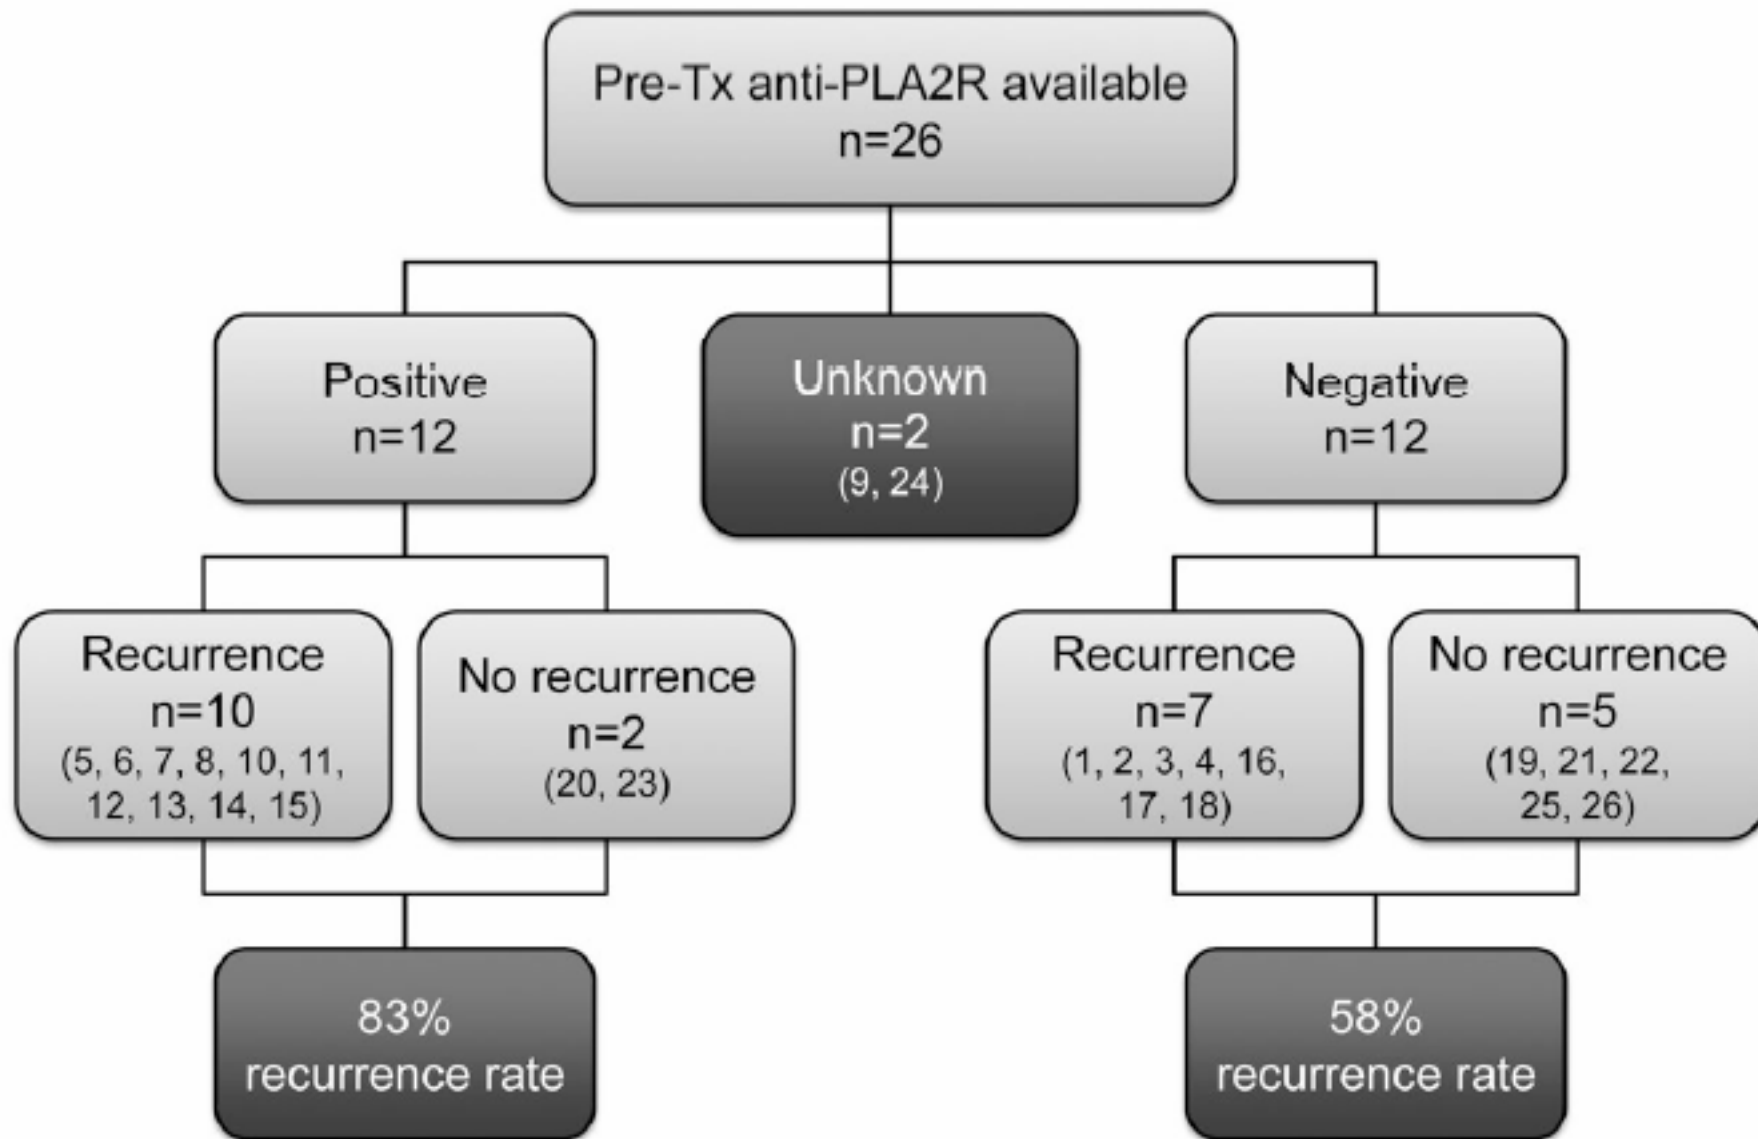 Pre-Tx anti-PLA2R available
n=26
Positive
n=12
Unknown
n=2
(9, 24)
Negative
n=12
Recurrence
n=10
(5, 6, 7, 8, 10, 11,
12, 13, 14, 15)
No recurrence
n=2
(20, 23)
Recurrence
n=7
(1, 2, 3, 4, 16,
17, 18)
No recurrence
n=5
(19, 21, 22,
25, 26)
83%
recurrence rate
58%
recurrence rate